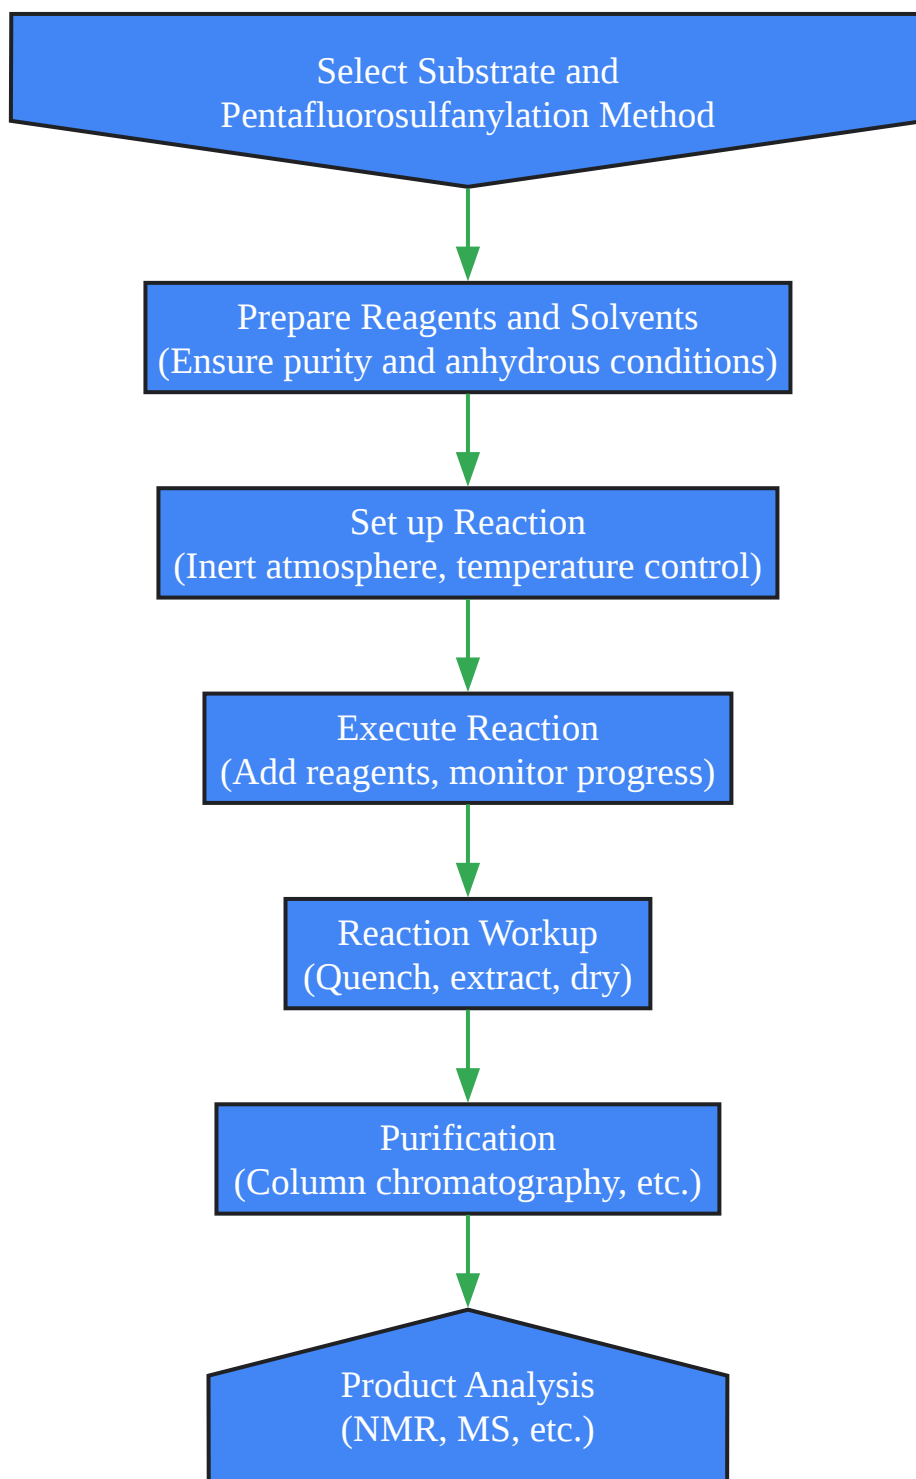 Select Substrate and
Pentafluorosulfanylation Method
Prepare Reagents and Solvents
(Ensure purity and anhydrous conditions)
Set up Reaction
(Inert atmosphere, temperature control)
Execute Reaction
(Add reagents, monitor progress)
Reaction Workup
(Quench, extract, dry)
Purification
(Column chromatography, etc.)
Product Analysis
(NMR, MS, etc.)